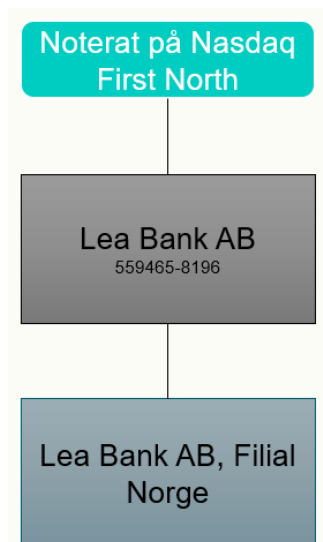 Noterat på Nasdaq
First North
Lea Bank AB
559465-8196
Lea Bank AB, Filial
Norge